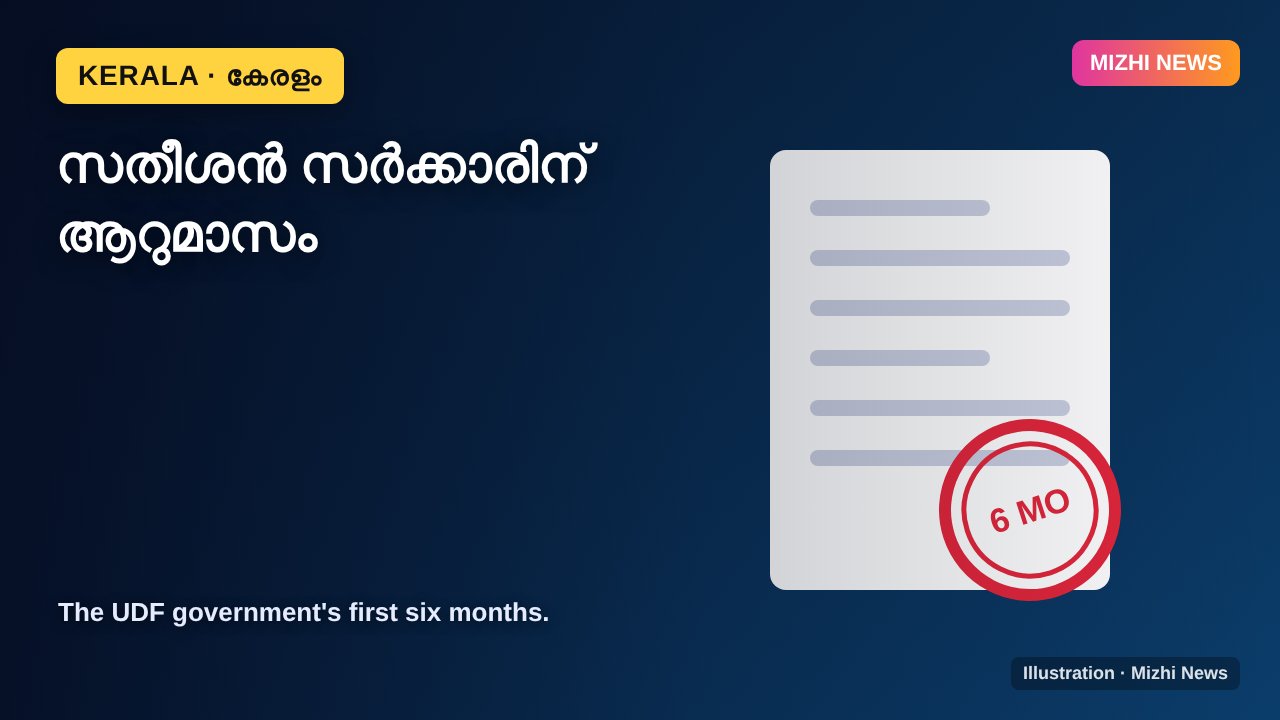 KERALA · കേരളം
MIZHI NEWS
സതീശൻ സർക്കാരിന്
ആറുമാസം
6 MO
The UDF government's first six months.
Illustration · Mizhi News